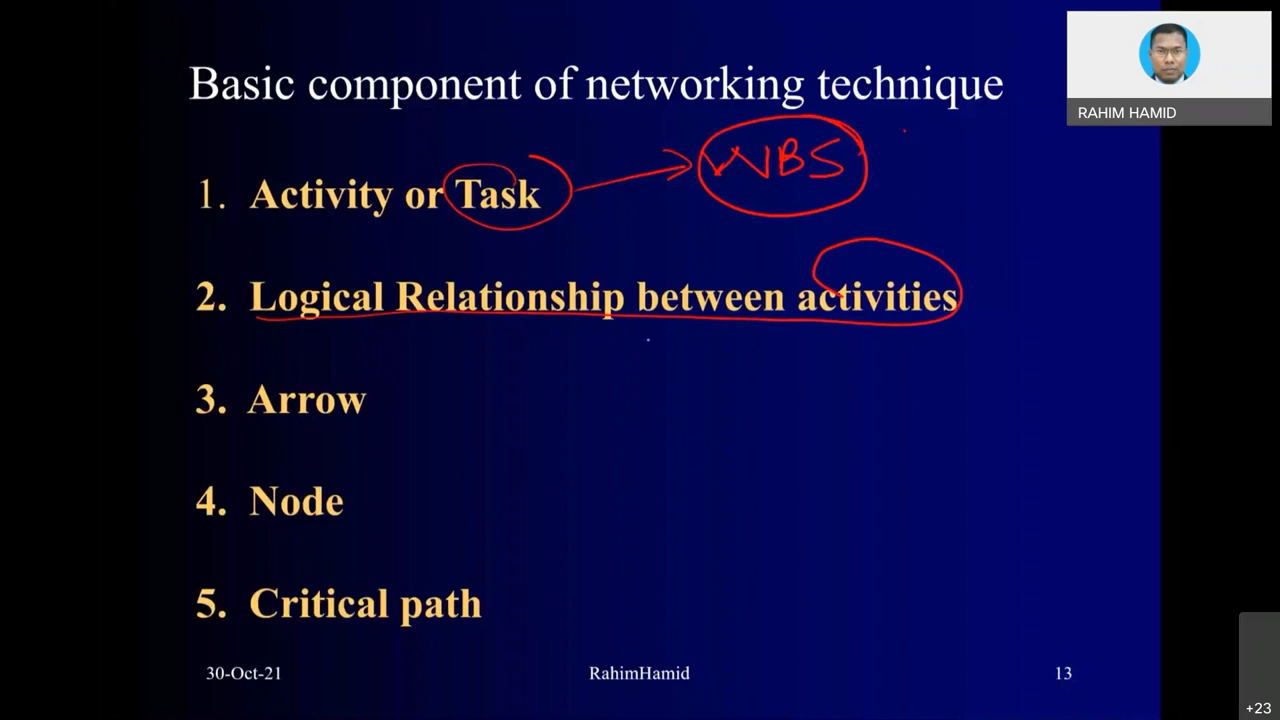 Basic component of networking technique
RAHIM HAMID
1. Activity or Task
WBS
2. Logical Relationship between activities
3. Arrow
4. Node
5. Critical path
30-Oct-21 RahimHamid 13
+23